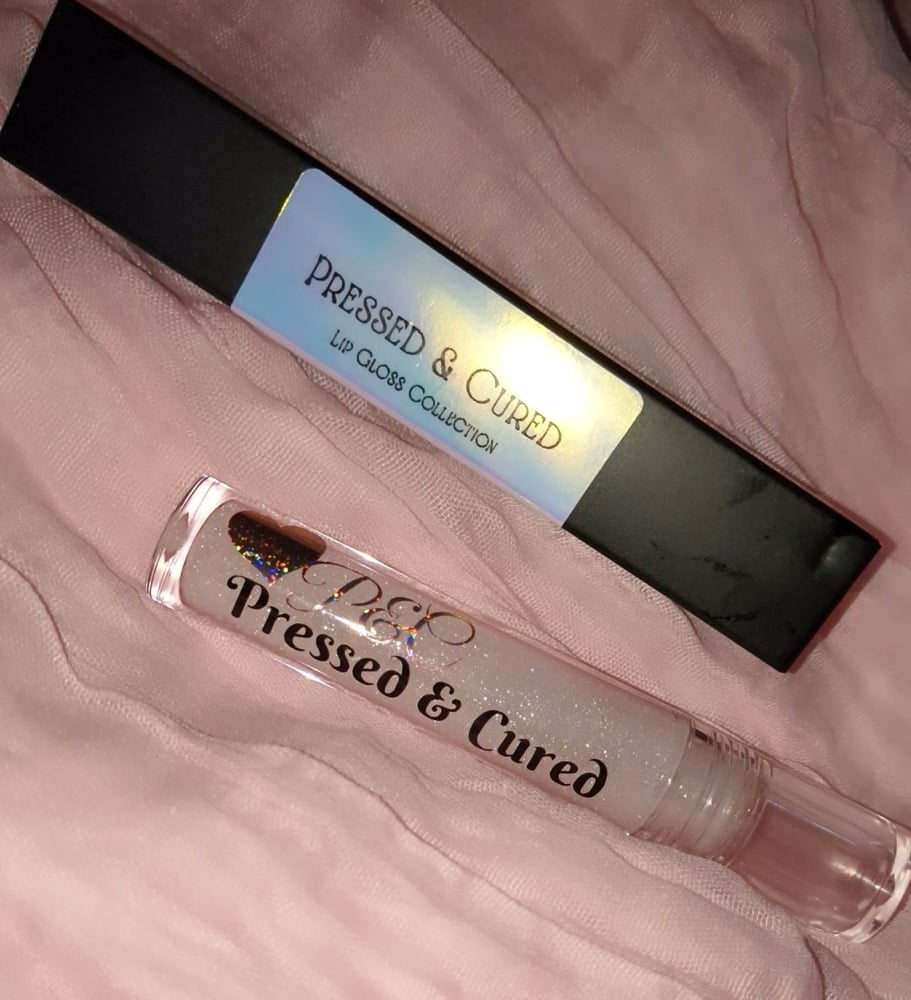 PRESSED & CURED
LIP GLOSS COLLECTION
P&C
Pressed & Cured